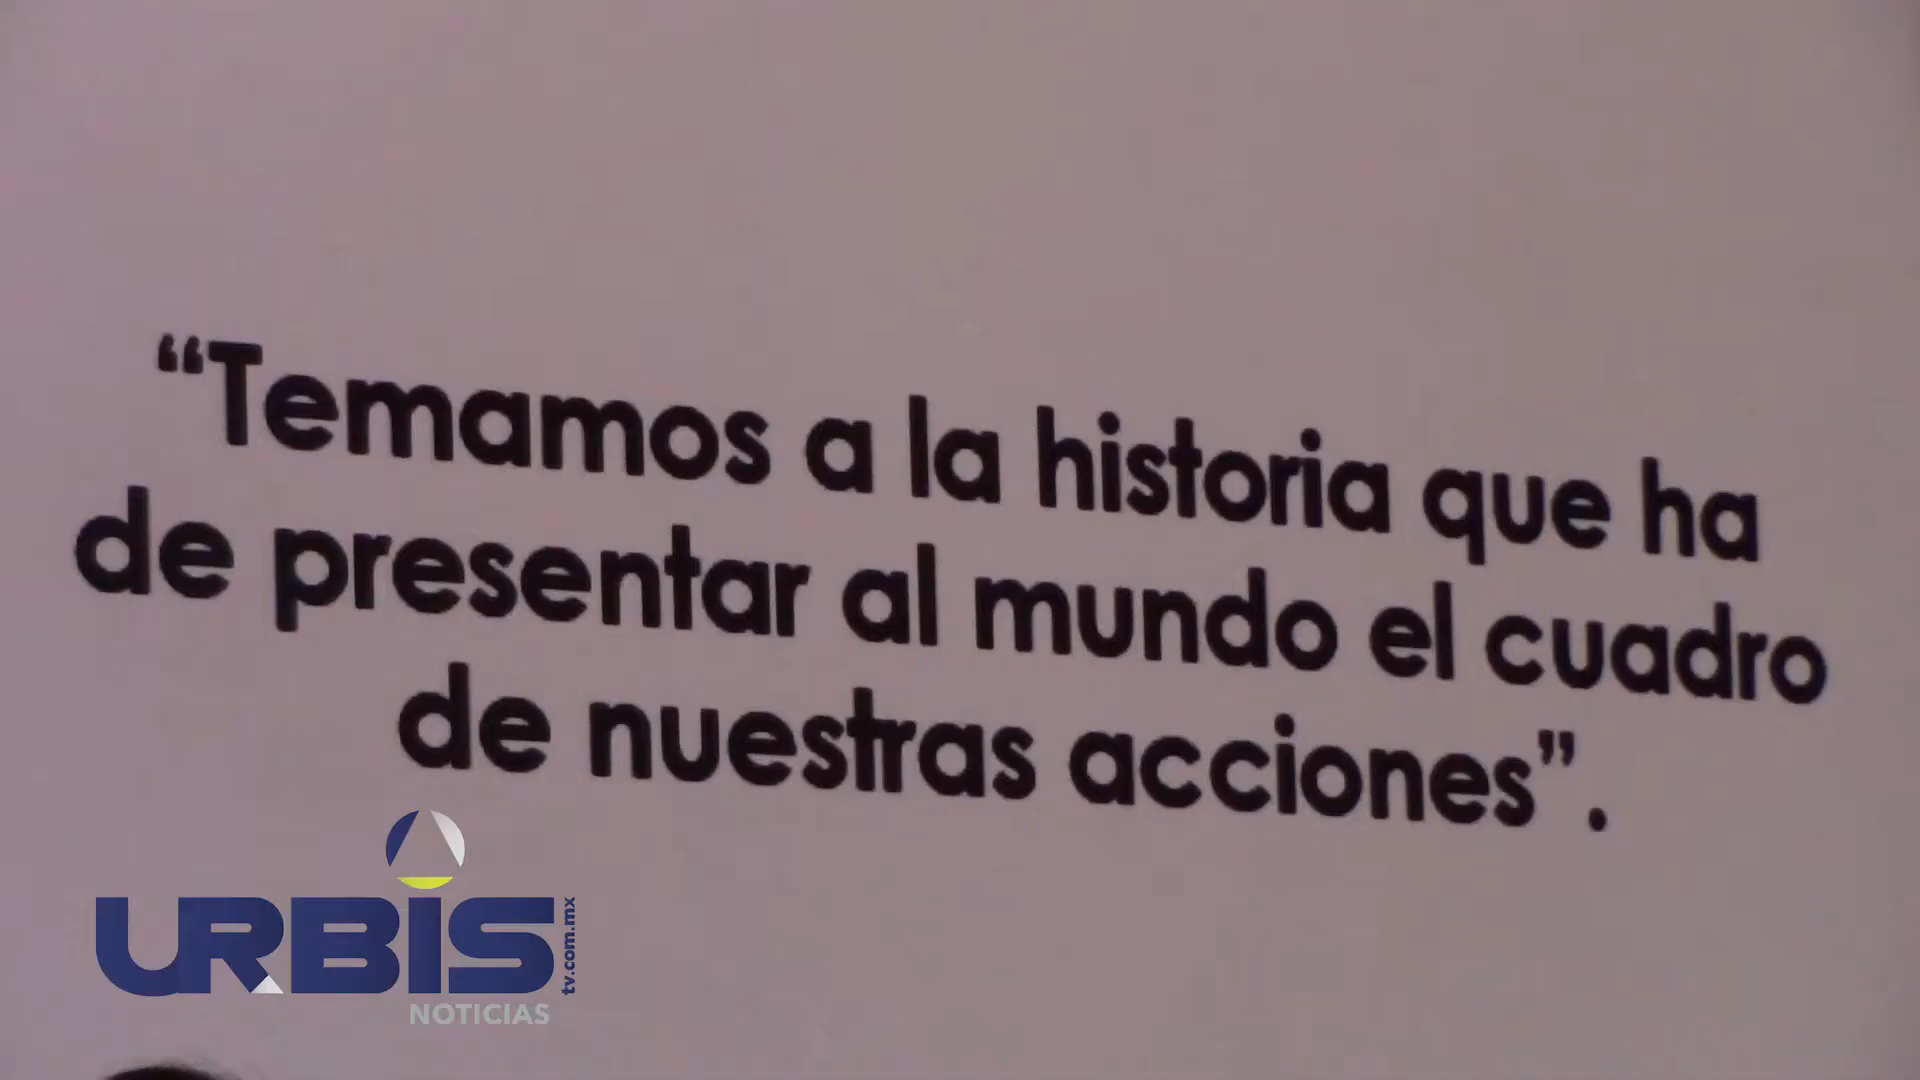 “Temamos a la historia que ha
de presentar al mundo el cuadro
de nuestras acciones”.
URBIS
tv.com.mx
NOTICIAS